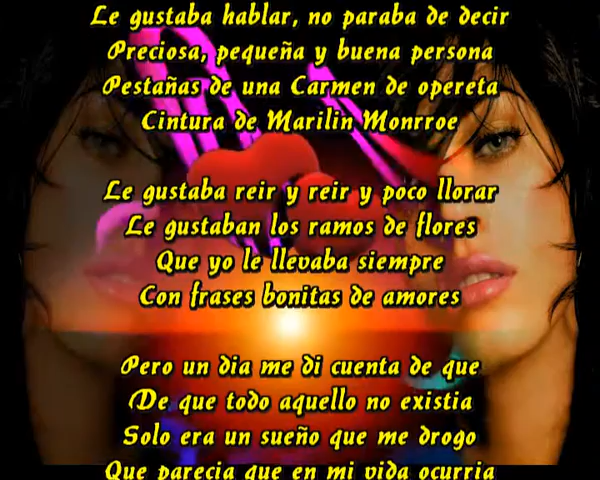 Le gustaba hablar, no paraba de decir
Preciosa, pequeña y buena persona
Pestañas de una Carmen de opereta
Cintura de Marilin Monrroe
Le gustaba reir y reir y poco llorar
Le gustaban los ramos de flores
Que yo le llevaba siempre
Con frases bonitas de amores
Pero un dia me di cuenta de que
De que todo aquello no existia
Solo era un sueño que me drogo
Que parecia que en mi vida ocurria